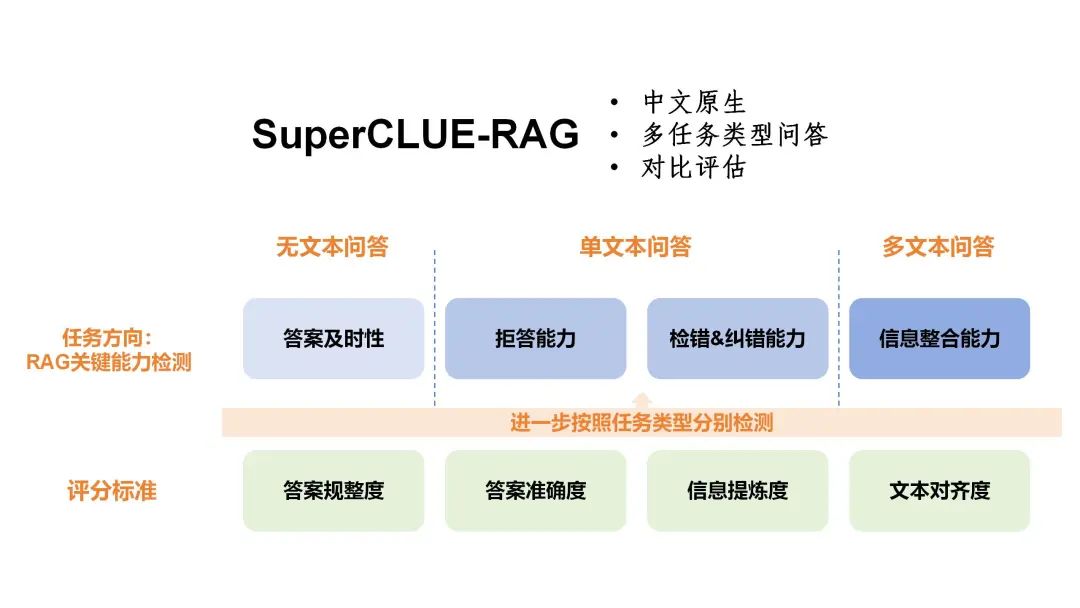 SuperCLUE-RAG
• 中文原生
• 多任务类型问答
• 对比评估
无文本问答
单文本问答
多文本问答
任务方向：
RAG关键能力检测
答案及时性
拒答能力
检错&纠错能力
信息整合能力
进一步按照任务类型分别检测
评分标准
答案规整度
答案准确度
信息提炼度
文本对齐度